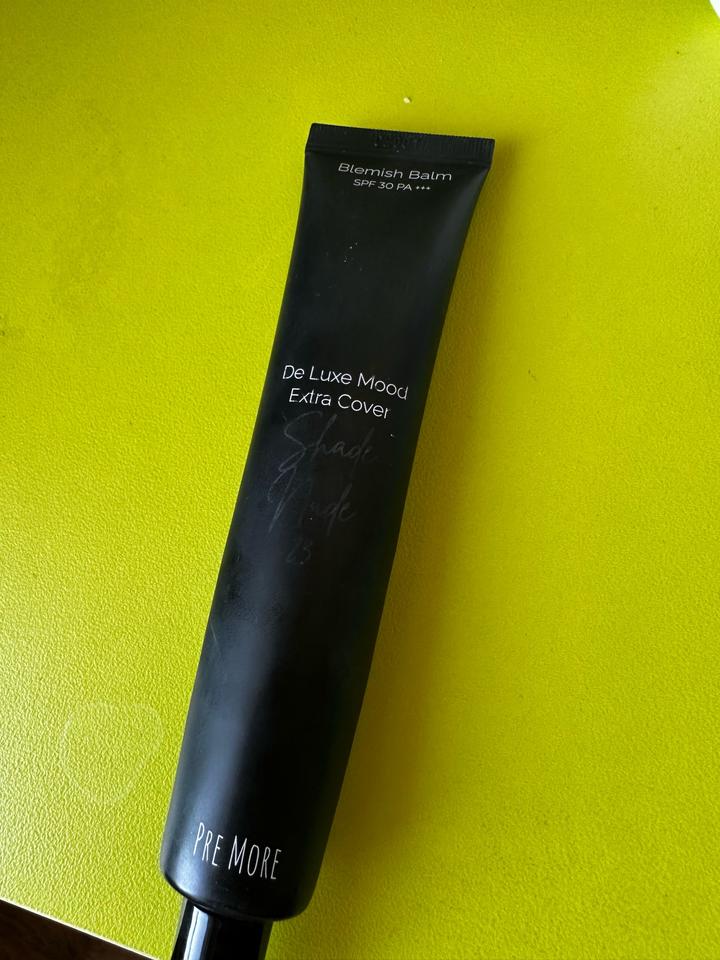 Blemish Balm
SPF 30 PA +++
De Luxe Mood
Extra Cover
Shade
Nude
23
PRE MORE